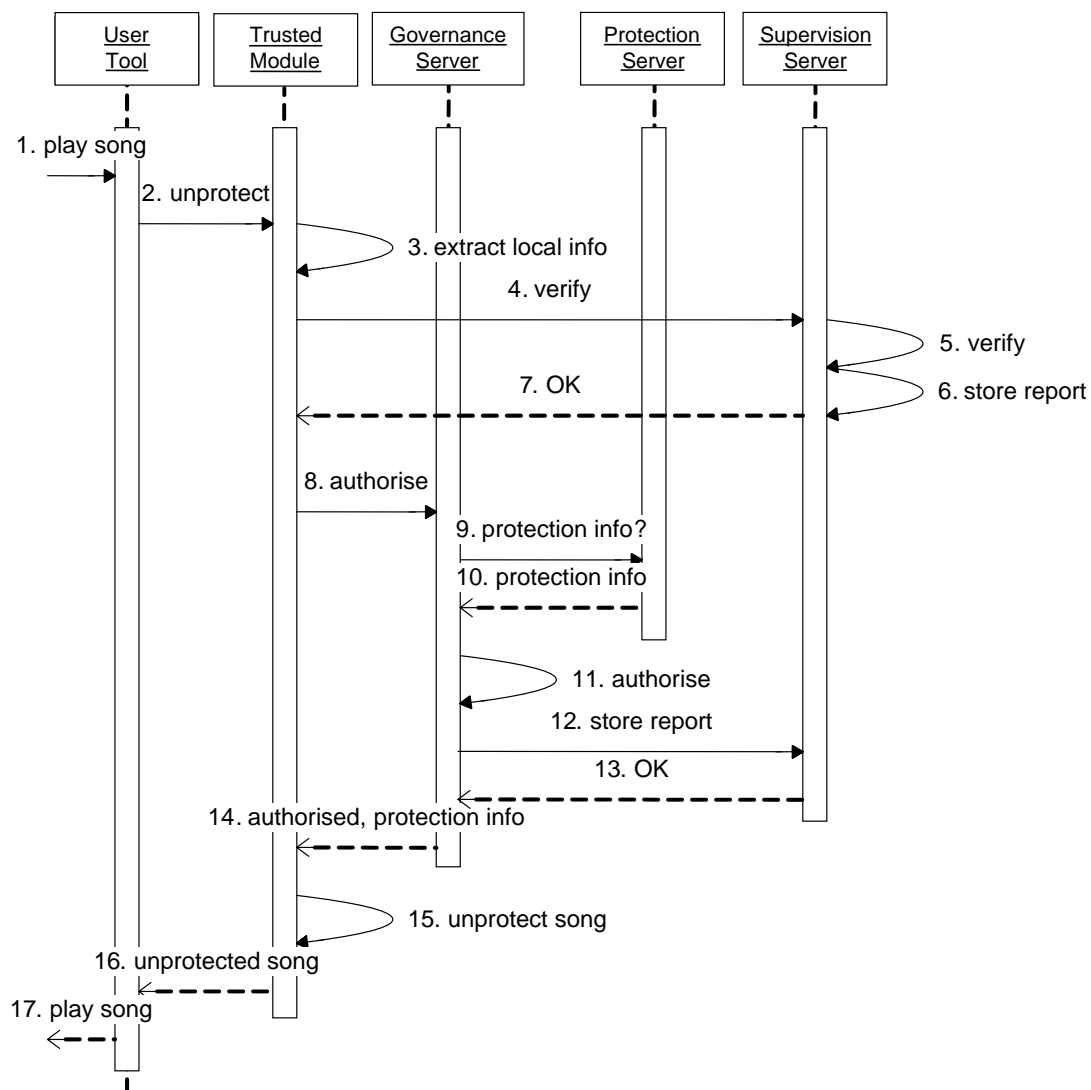 User
Tool
Trusted
Module
Governance
Server
Protection
Server
Supervision
Server
1. play song
2. unprotect
3. extract local info
4. verify
5. verify
6. store report
7. OK
8. authorise
9. protection info?
10. protection info
11. authorise
12. store report
13. OK
14. authorised, protection info
15. unprotect song
16. unprotected song
17. play song